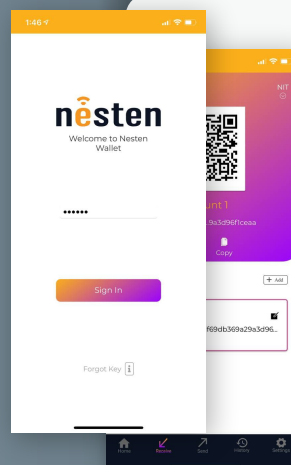 1:46
nesten
Welcome to Nesten
Wallet
••••••
Sign In
Forgot Key i
NIT
unt 1
.9a3d96f1ceaa
Copy
+ Add
f69db369a29a3d96...
Home Receive Send History Settings